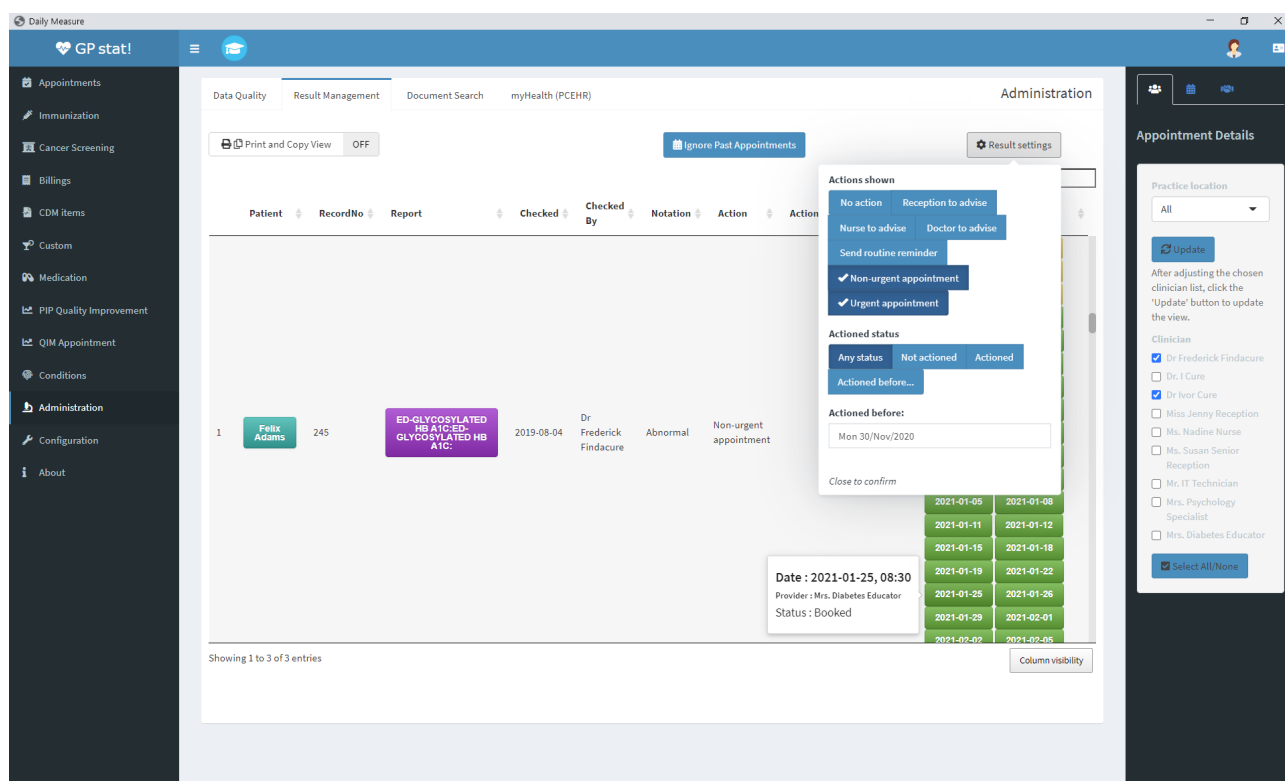 Daily Measure
GP stat!
Appointments
Immunization
Cancer Screening
Billings
CDM items
Custom
Medication
PIP Quality Improvement
QIM Appointment
Conditions
Administration
Configuration
About
Data Quality
Result Management
Document Search
myHealth (PCEHR)
Administration
Print and Copy View
OFF
Ignore Past Appointments
Result settings
Patient
RecordNo
Report
Checked
Checked
By
Notation
Action
Action
1
Felix
Adams
245
ED-GLYCOSYLATED
HB A1C:ED-
GLYCOSYLATED HB
A1C:
2019-08-04
Dr
Frederick
Findacure
Abnormal
Non-urgent
appointment
Actions shown
No action
Reception to advise
Nurse to advise
Doctor to advise
Send routine reminder
Non-urgent appointment
Urgent appointment
Actioned status
Any status
Not actioned
Actioned
Actioned before...
Actioned before:
Mon 30/Nov/2020
Close to confirm
2021-01-05 2021-01-08
2021-01-11 2021-01-12
2021-01-15 2021-01-18
2021-01-19 2021-01-22
2021-01-25 2021-01-26
2021-01-29 2021-02-01
2021-02-02 2021-02-05
Date : 2021-01-25, 08:30
Provider : Mrs. Diabetes Educator
Status : Booked
Showing 1 to 3 of 3 entries
Column visibility
Appointment Details
Practice location
All
Update
After adjusting the chosen
clinician list, click the
'Update' button to update
the view.
Clinician
Dr Frederick Findacure
Dr. I Cure
Dr Ivor Cure
Miss Jenny Reception
Ms. Nadine Nurse
Ms. Susan Senior
Reception
Mr. IT Technician
Mrs. Psychology
Specialist
Mrs. Diabetes Educator
Select All/None